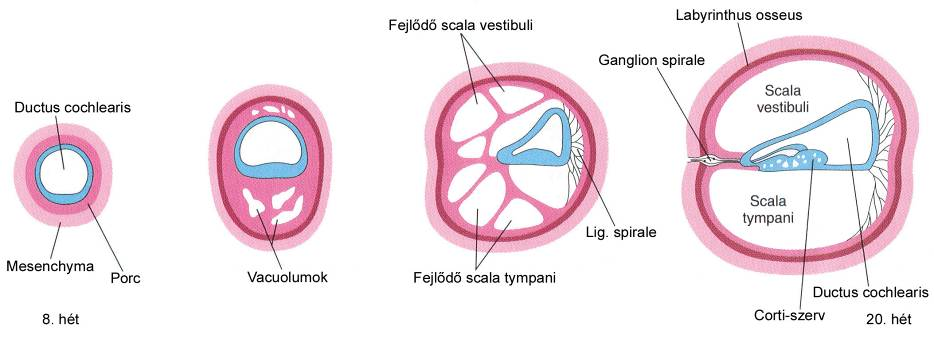 Ductus cochlearis
Mesenchyma
Porc
8. hét
Vacuolumok
Fejlődő scala vestibuli
Lig. spirale
Fejlődő scala tympani
Labyrinthus osseus
Ganglion spirale
Scala
vestibuli
Scala
tympani
Ductus cochlearis
Corti-szerv
20. hét